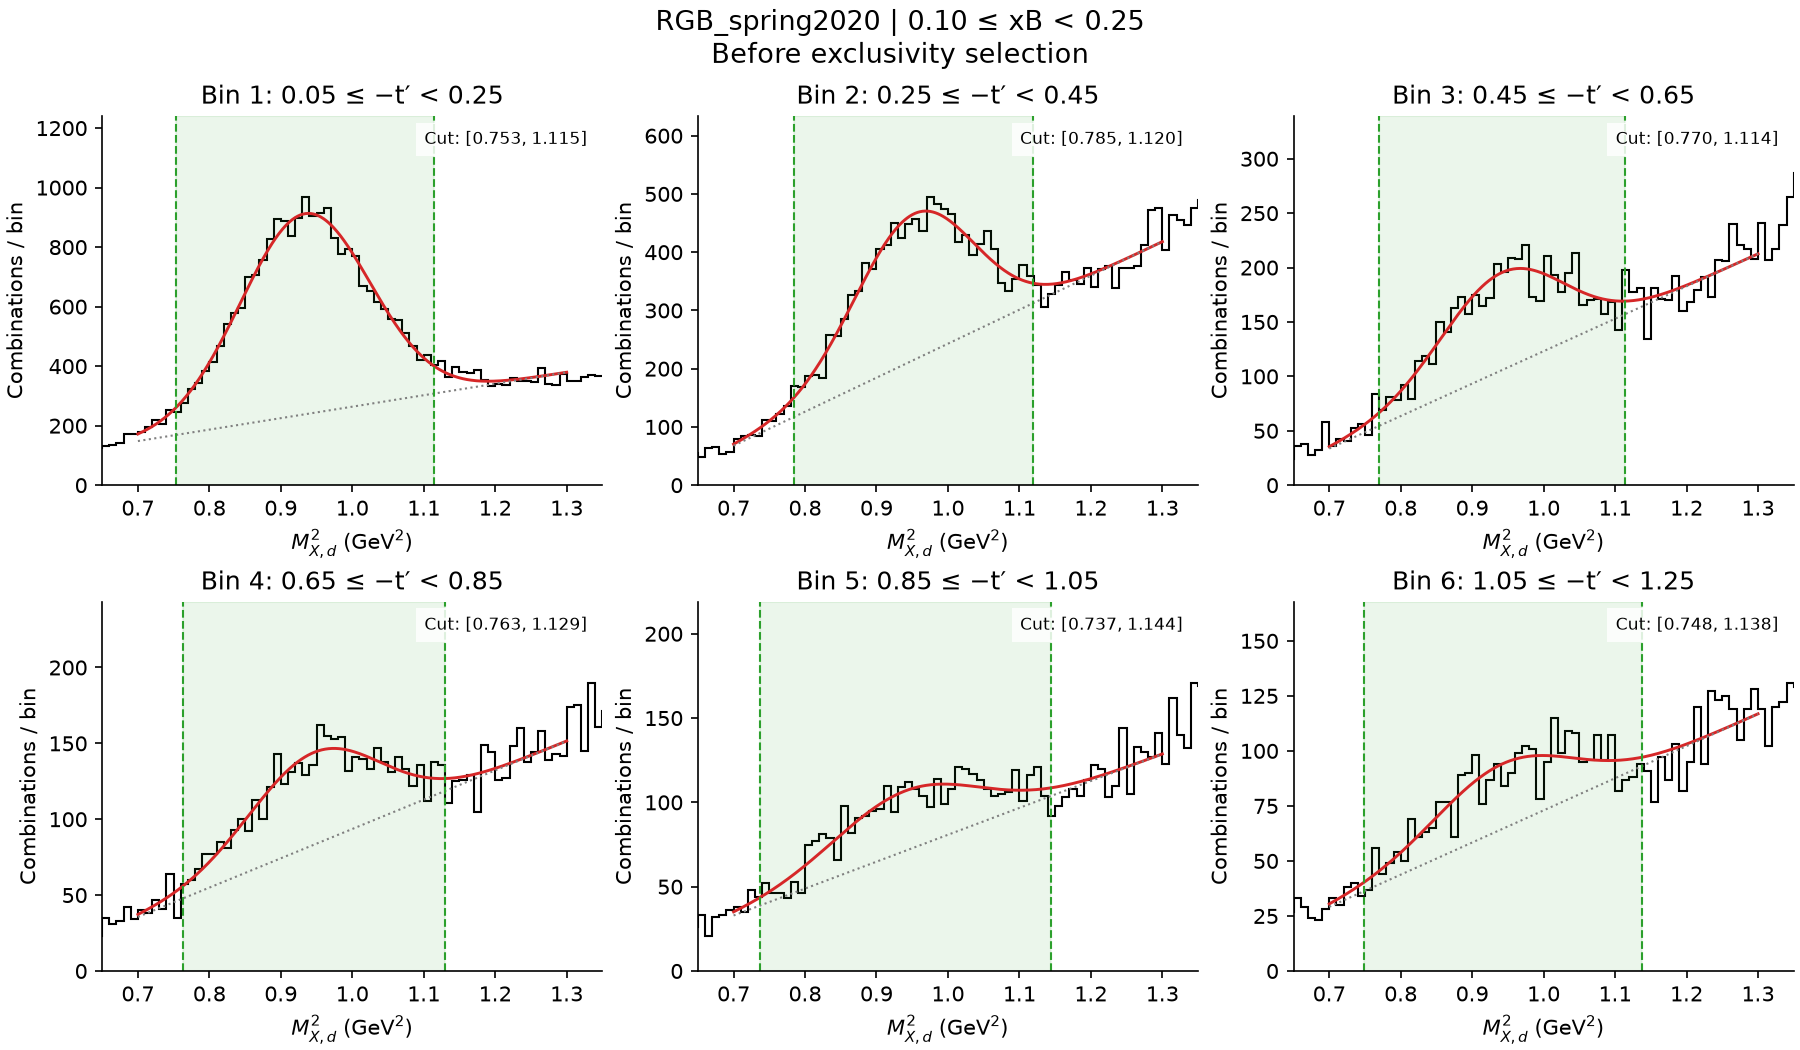 RGB_spring2020 | 0.10 ≤ xB < 0.25
Before exclusivity selection
Bin 1: 0.05 ≤ −t′ < 0.25
Cut: [0.753, 1.115]
Combinations / bin
0
200
400
600
800
1000
1200
0.7 0.8 0.9 1.0 1.1 1.2 1.3
M²X,d (GeV²)
Bin 2: 0.25 ≤ −t′ < 0.45
Cut: [0.785, 1.120]
Combinations / bin
0
100
200
300
400
500
600
0.7 0.8 0.9 1.0 1.1 1.2 1.3
M²X,d (GeV²)
Bin 3: 0.45 ≤ −t′ < 0.65
Cut: [0.770, 1.114]
Combinations / bin
0
50
100
150
200
250
300
0.7 0.8 0.9 1.0 1.1 1.2 1.3
M²X,d (GeV²)
Bin 4: 0.65 ≤ −t′ < 0.85
Cut: [0.763, 1.129]
Combinations / bin
0
50
100
150
200
0.7 0.8 0.9 1.0 1.1 1.2 1.3
M²X,d (GeV²)
Bin 5: 0.85 ≤ −t′ < 1.05
Cut: [0.737, 1.144]
Combinations / bin
0
50
100
150
200
0.7 0.8 0.9 1.0 1.1 1.2 1.3
M²X,d (GeV²)
Bin 6: 1.05 ≤ −t′ < 1.25
Cut: [0.748, 1.138]
Combinations / bin
0
25
50
75
100
125
150
0.7 0.8 0.9 1.0 1.1 1.2 1.3
M²X,d (GeV²)